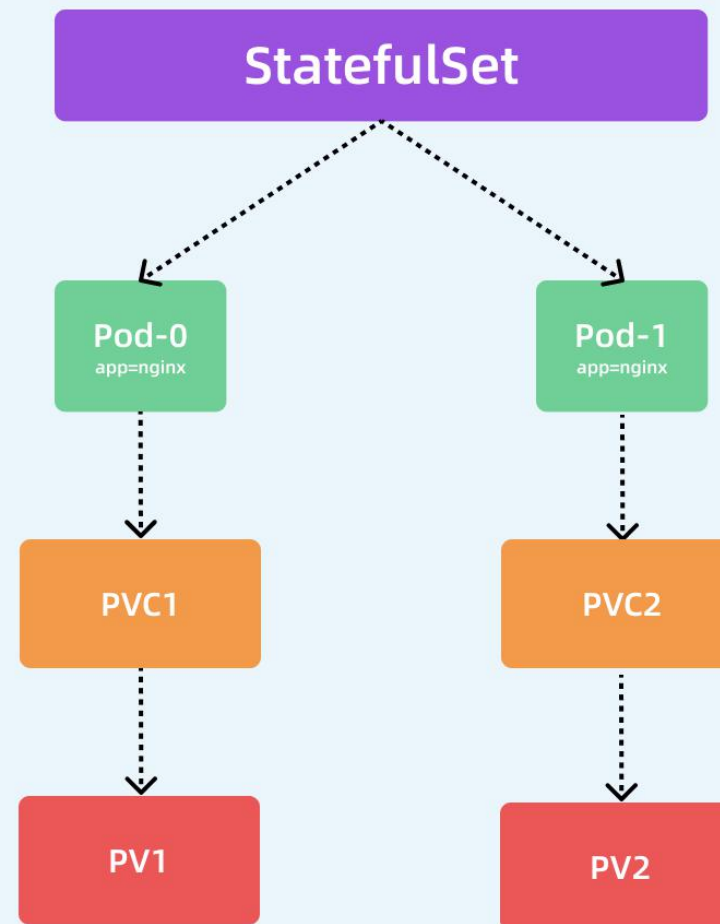 StatefulSet
Pod-0
app=nginx
Pod-1
app=nginx
PVC1
PVC2
PV1
PV2